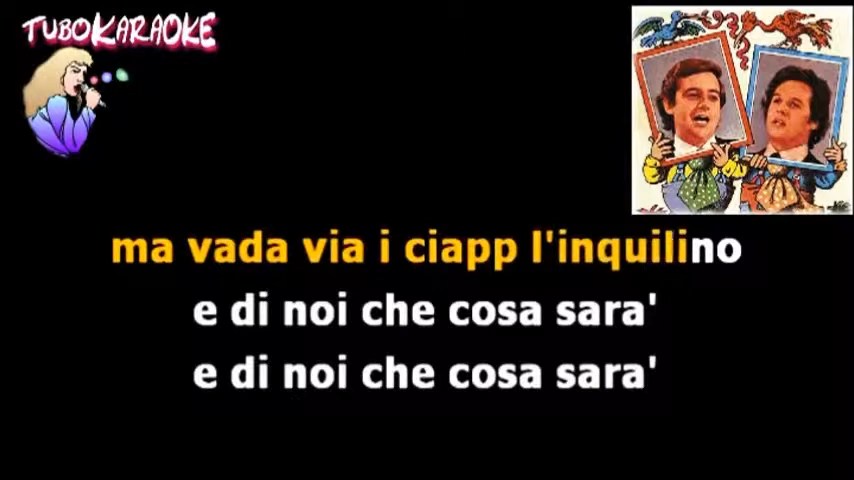 TUBOKARAOKE
ma vada via i ciapp l'inquilino
e di noi che cosa sara'
e di noi che cosa sara'